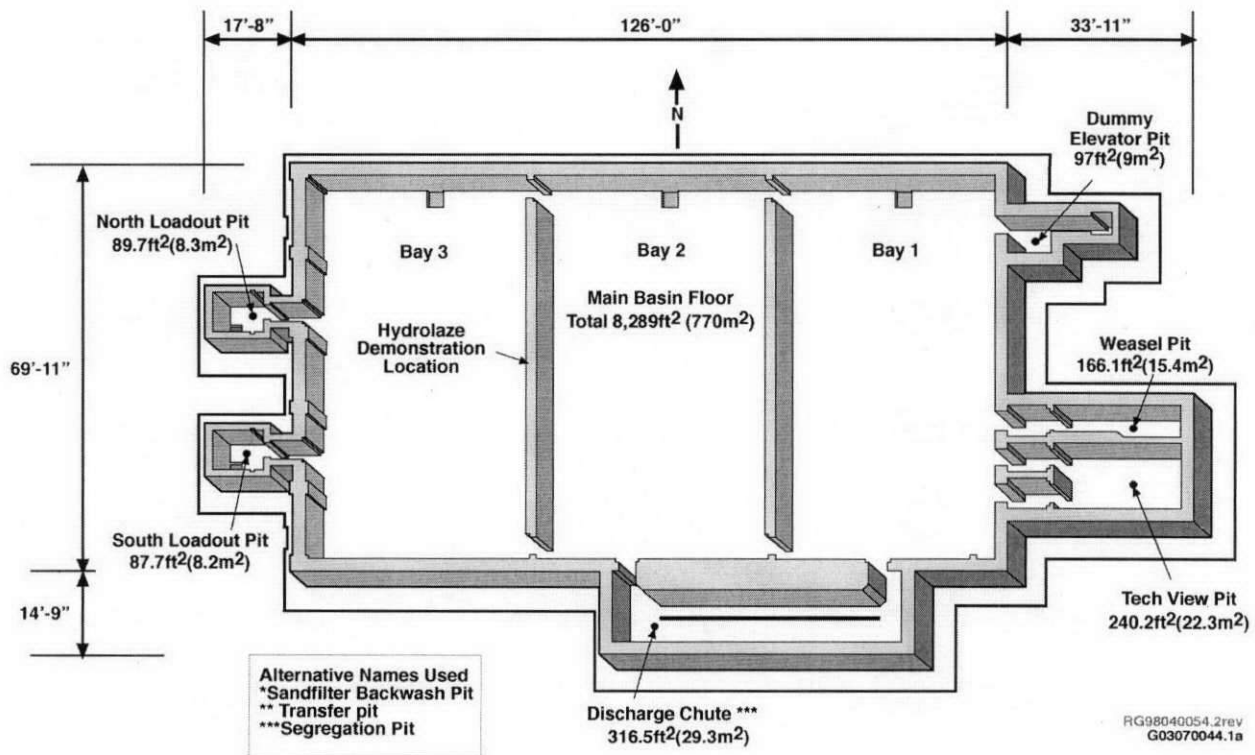 17'-8"
126'-0"
33'-11"
N
Dummy
Elevator Pit
97ft2(9m2)
North Loadout Pit
89.7ft2(8.3m2)
Bay 3
Bay 2
Bay 1
Main Basin Floor
Total 8,289ft2 (770m2)
Hydrolaze
Demonstration
Location
Weasel Pit
166.1ft2(15.4m2)
69'-11"
South Loadout Pit
87.7ft2(8.2m2)
14'-9"
Tech View Pit
240.2ft2(22.3m2)
Alternative Names Used
*Sandfilter Backwash Pit
** Transfer pit
***Segregation Pit
Discharge Chute ***
316.5ft2(29.3m2)
RG98040054.2rev
G03070044.1a